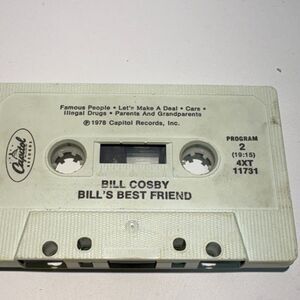 Famous People • Let'r Make A Deal • Cars •
Illegal Drugs • Parents And Grandparents
℗ 1978 Capitol Records, Inc.
Capitol
RECORDS
PROGRAM
2
(19:15)
4XT
11731
BILL COSBY
BILL'S BEST FRIEND